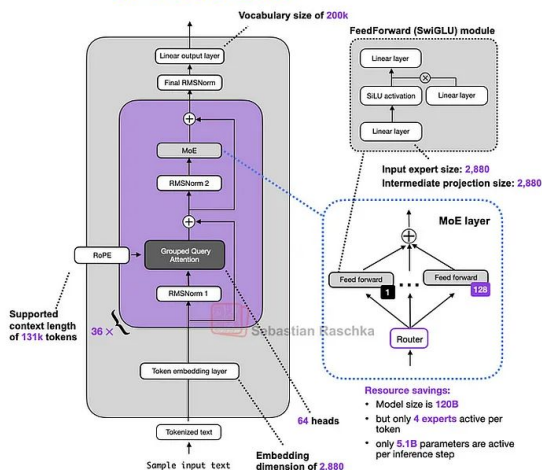 Vocabulary size of 200k
Linear output layer
Final RMSNorm
MoE
RMSNorm 2
Grouped Query
Attention
RoPE
RMSNorm 1
Supported
context length
of 131k tokens
36 ×
Sebastian Raschka
Token embedding layer
64 heads
Tokenized text
Embedding
dimension of 2,880
Sample input text
FeedForward (SwiGLU) module
Linear layer
SiLU activation
Linear layer
Linear layer
Input expert size: 2,880
Intermediate projection size: 2,880
MoE layer
Feed forward
1
Feed forward
128
Router
Resource savings:
• Model size is 120B
• but only 4 experts active per
token
• only 5.1B parameters are active
per inference step